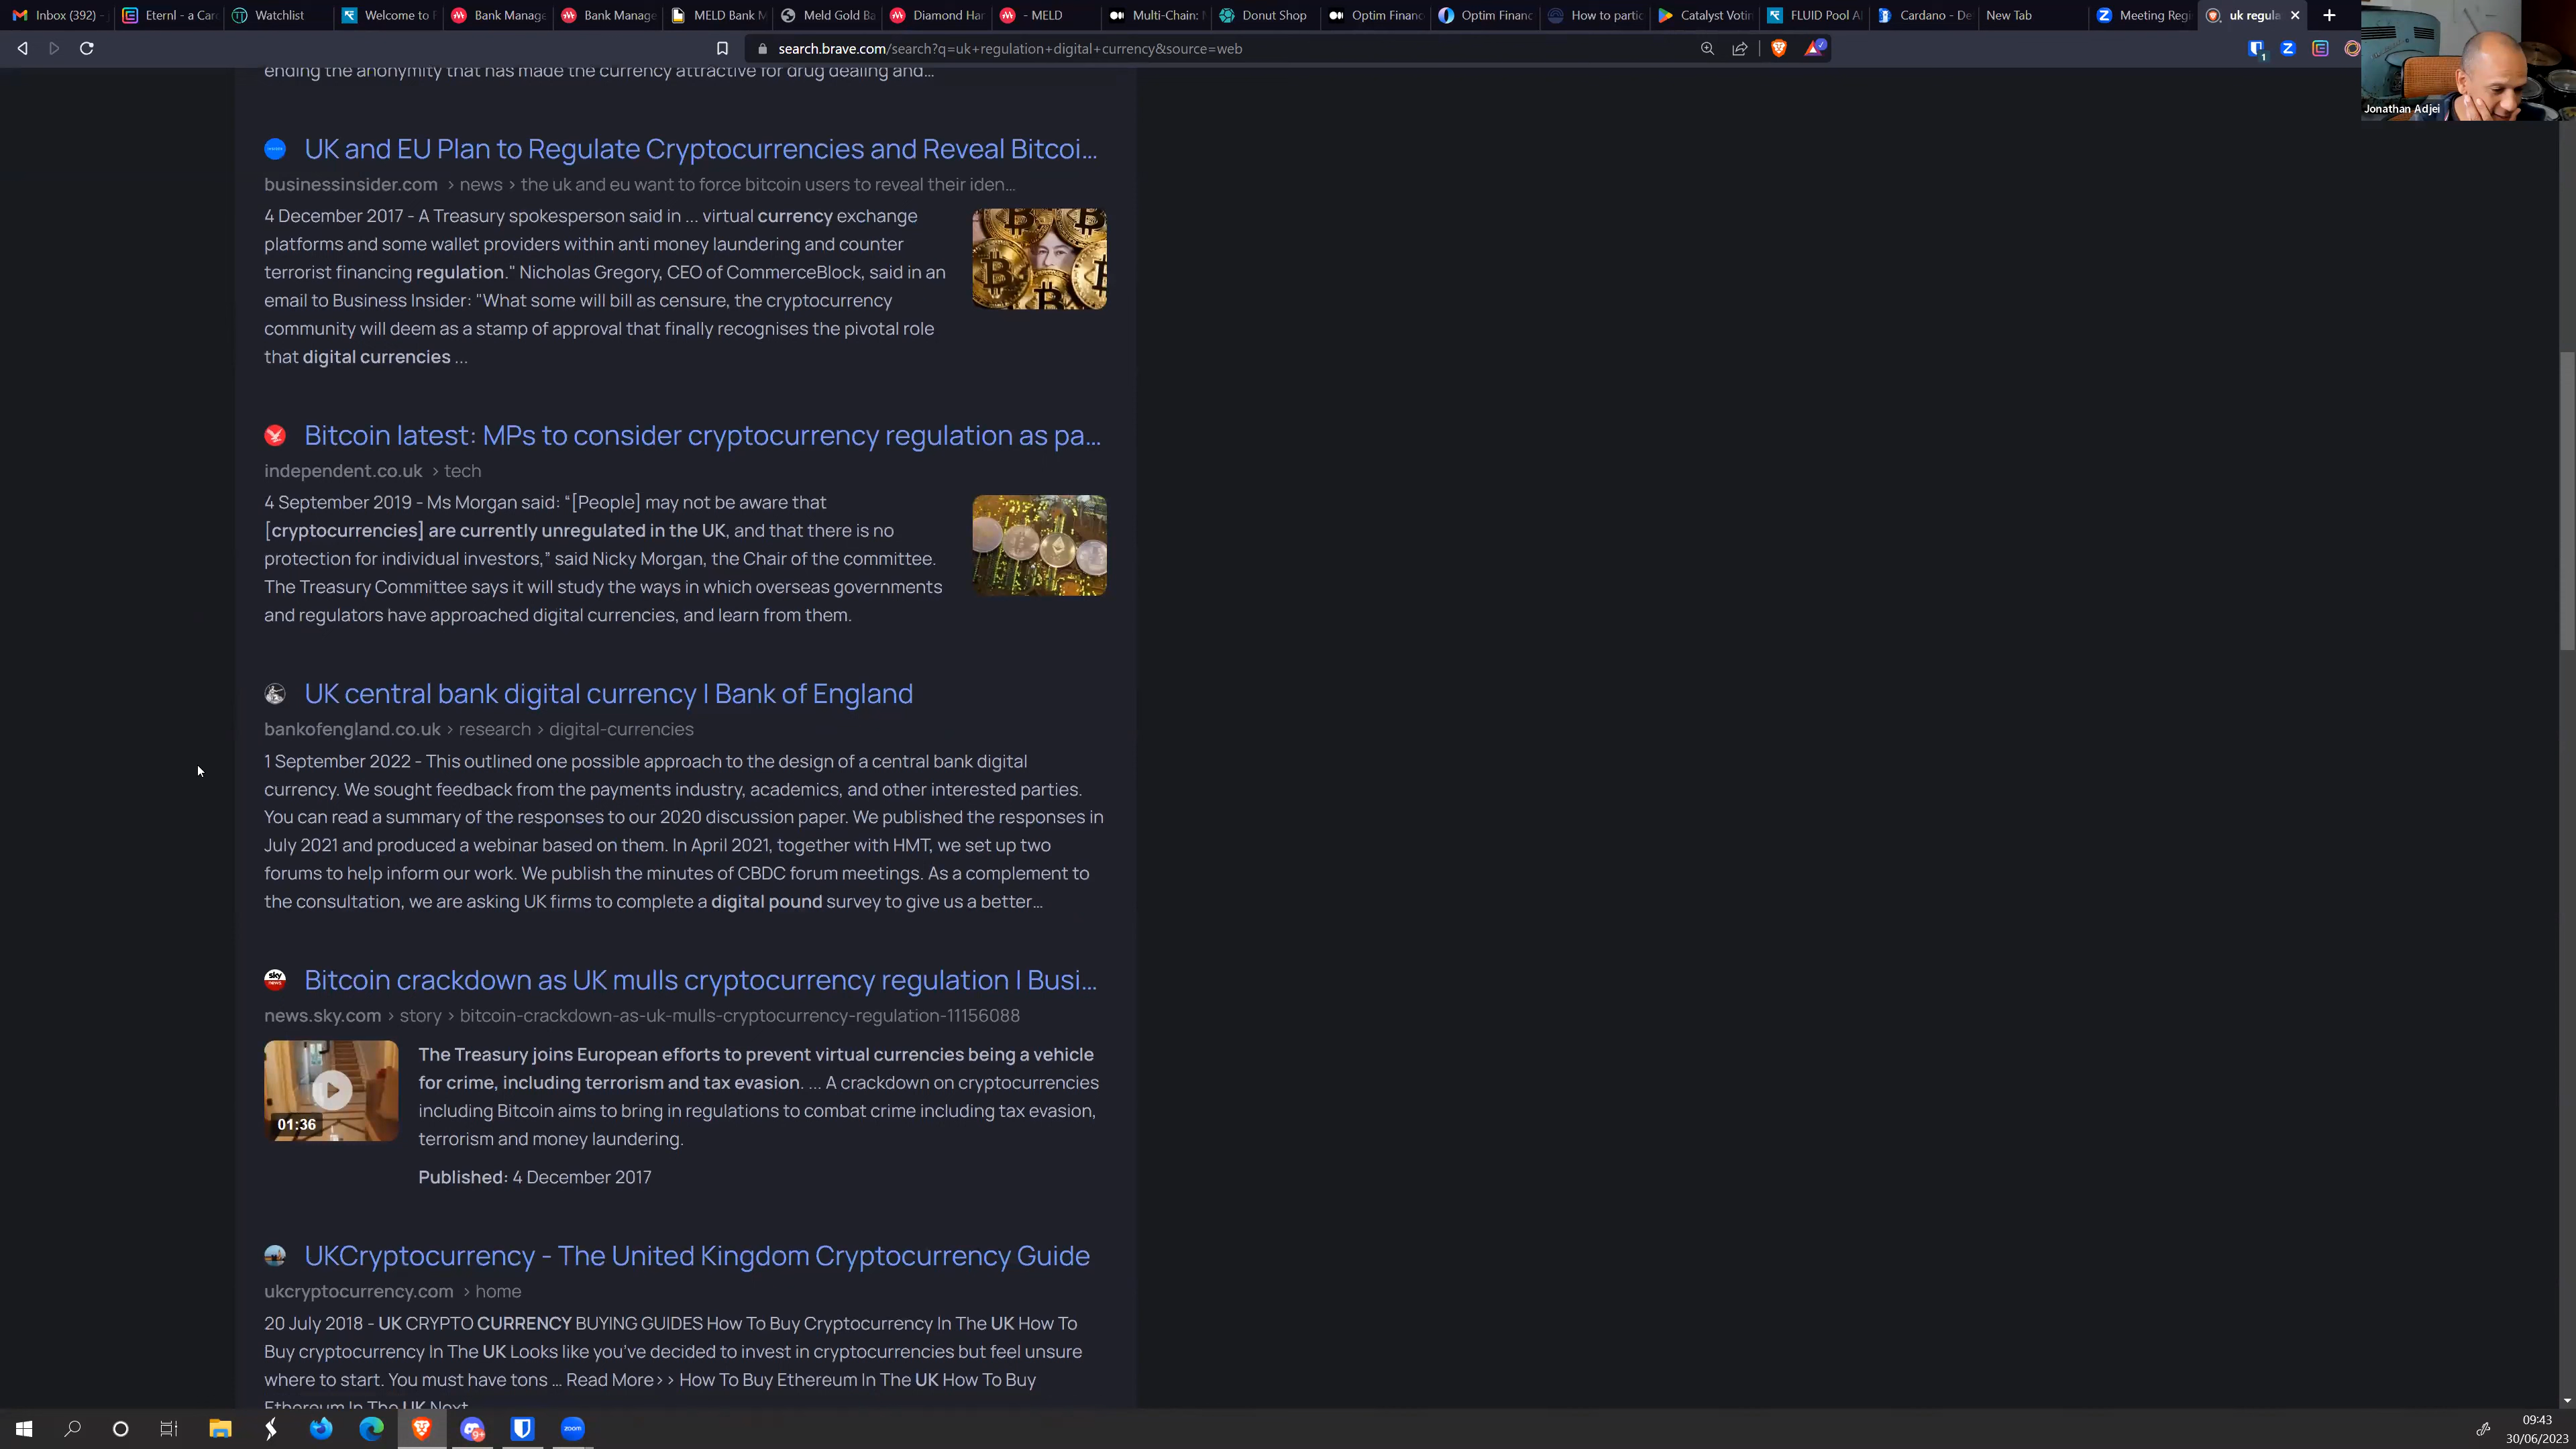 Inbox (392) -
Eternl - a Car
Watchlist
Welcome to
Bank Manage
Bank Manage
MELD Bank M
Meld Gold Ba
Diamond Han
- MELD
Multi-Chain:
Donut Shop
Optim Financ
Optim Financ
How to partic
Catalyst Votin
FLUID Pool A
Cardano - De
New Tab
Meeting Regi
uk regula
search.brave.com/search?q=uk+regulation+digital+currency&source=web
Jonathan Adjei
ending the anonymity that has made the currency attractive for drug dealing and...
UK and EU Plan to Regulate Cryptocurrencies and Reveal Bitcoi...
businessinsider.com › news › the uk and eu want to force bitcoin users to reveal their iden...
4 December 2017 - A Treasury spokesperson said in ... virtual currency exchange
platforms and some wallet providers within anti money laundering and counter
terrorist financing regulation." Nicholas Gregory, CEO of CommerceBlock, said in an
email to Business Insider: "What some will bill as censure, the cryptocurrency
community will deem as a stamp of approval that finally recognises the pivotal role
that digital currencies ...
Bitcoin latest: MPs to consider cryptocurrency regulation as pa...
independent.co.uk › tech
4 September 2019 - Ms Morgan said: “[People] may not be aware that
[cryptocurrencies] are currently unregulated in the UK, and that there is no
protection for individual investors,” said Nicky Morgan, the Chair of the committee.
The Treasury Committee says it will study the ways in which overseas governments
and regulators have approached digital currencies, and learn from them.
UK central bank digital currency | Bank of England
bankofengland.co.uk › research › digital-currencies
1 September 2022 - This outlined one possible approach to the design of a central bank digital
currency. We sought feedback from the payments industry, academics, and other interested parties.
You can read a summary of the responses to our 2020 discussion paper. We published the responses in
July 2021 and produced a webinar based on them. In April 2021, together with HMT, we set up two
forums to help inform our work. We publish the minutes of CBDC forum meetings. As a complement to
the consultation, we are asking UK firms to complete a digital pound survey to give us a better...
Bitcoin crackdown as UK mulls cryptocurrency regulation | Busi...
news.sky.com › story › bitcoin-crackdown-as-uk-mulls-cryptocurrency-regulation-11156088
The Treasury joins European efforts to prevent virtual currencies being a vehicle
for crime, including terrorism and tax evasion. ... A crackdown on cryptocurrencies
including Bitcoin aims to bring in regulations to combat crime including tax evasion,
terrorism and money laundering.
01:36
Published: 4 December 2017
UKCryptocurrency - The United Kingdom Cryptocurrency Guide
ukcryptocurrency.com › home
20 July 2018 - UK CRYPTO CURRENCY BUYING GUIDES How To Buy Cryptocurrency In The UK How To
Buy cryptocurrency In The UK Looks like you’ve decided to invest in cryptocurrencies but feel unsure
where to start. You must have tons ... Read More> > How To Buy Ethereum In The UK How To Buy
Ethereum In The UK Next
zoom
09:43
30/06/2023